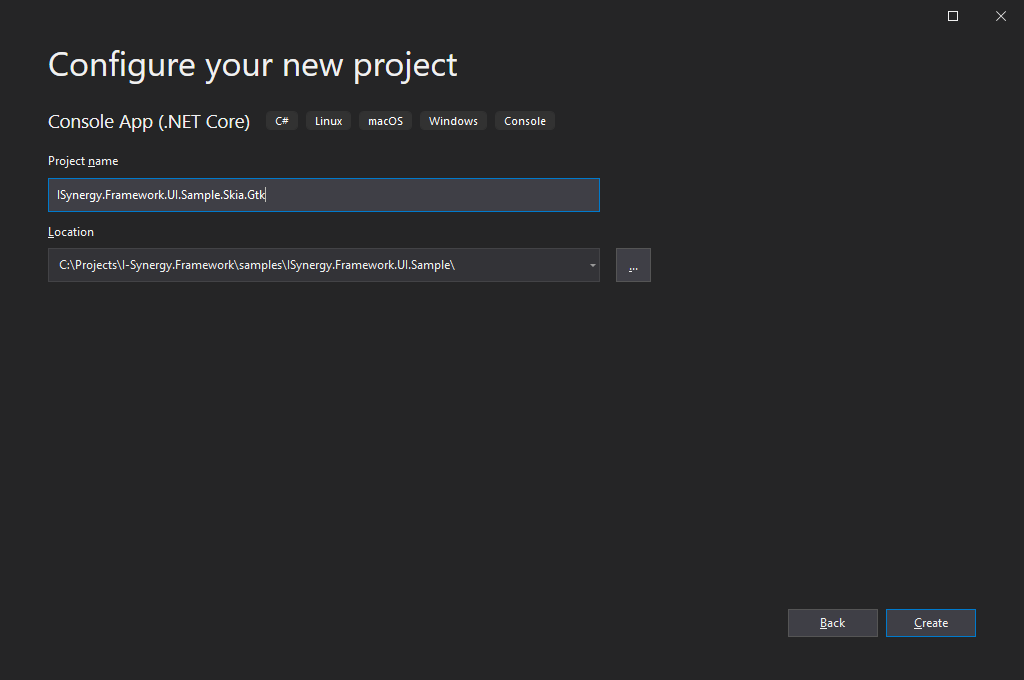 Configure your new project
Console App (.NET Core) C# Linux macOS Windows Console
Project name
ISynergy.Framework.UI.Sample.Skia.Gtk
Location
C:\Projects\I-Synergy.Framework\samples\ISynergy.Framework.UI.Sample\ ...
Back Create